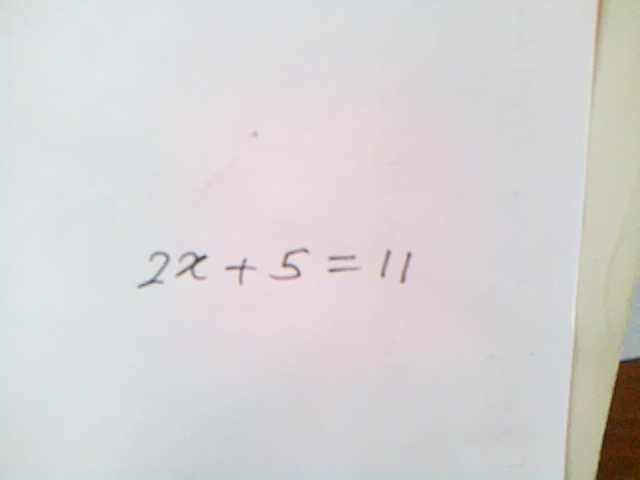 2x + 5 = 11